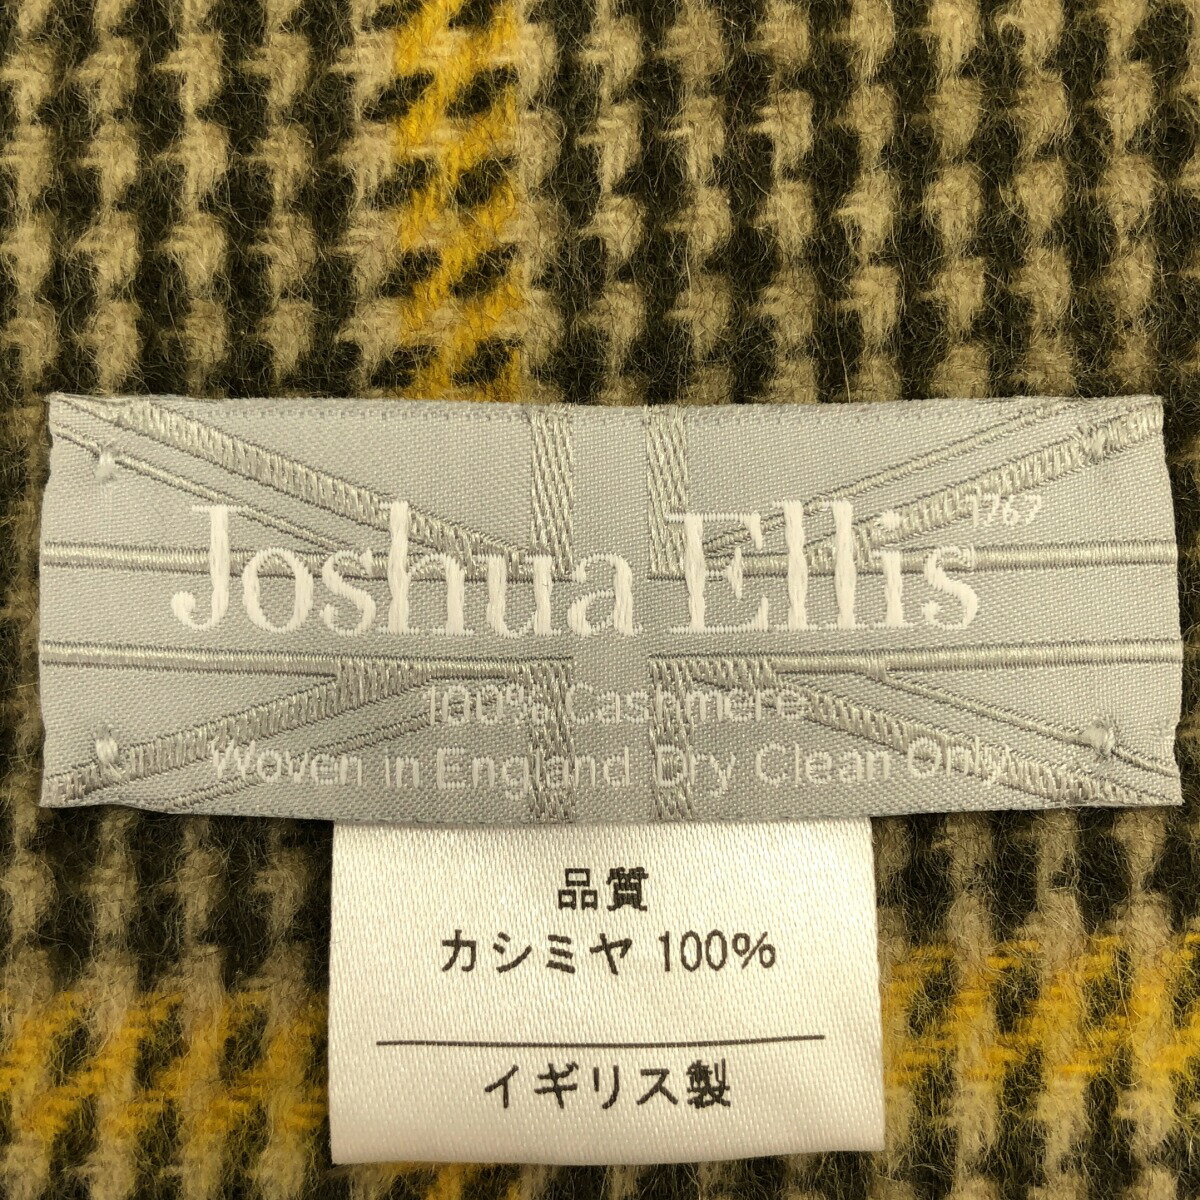 Joshua Ellis 1767
100% Cashmere
Woven in England Dry Clean Only
品質
カシミヤ 100%
イギリス製